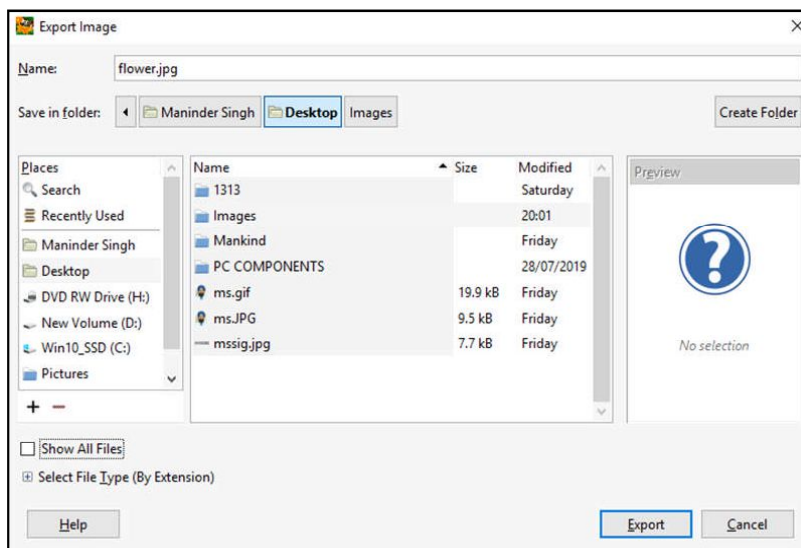 Export Image
Name: flower.jpg
Save in folder: Maninder Singh Desktop Images Create Folder
Places
Search
Recently Used
Maninder Singh
Desktop
DVD RW Drive (H:)
New Volume (D:)
Win10_SSD (C:)
Pictures
Name Size Modified
1313 Saturday
Images 20:01
Mankind Friday
PC COMPONENTS 28/07/2019
ms.gif 19.9 kB Friday
ms.JPG 9.5 kB Friday
mssig.jpg 7.7 kB Friday
Preview
No selection
Show All Files
Select File Type (By Extension)
Help Export Cancel